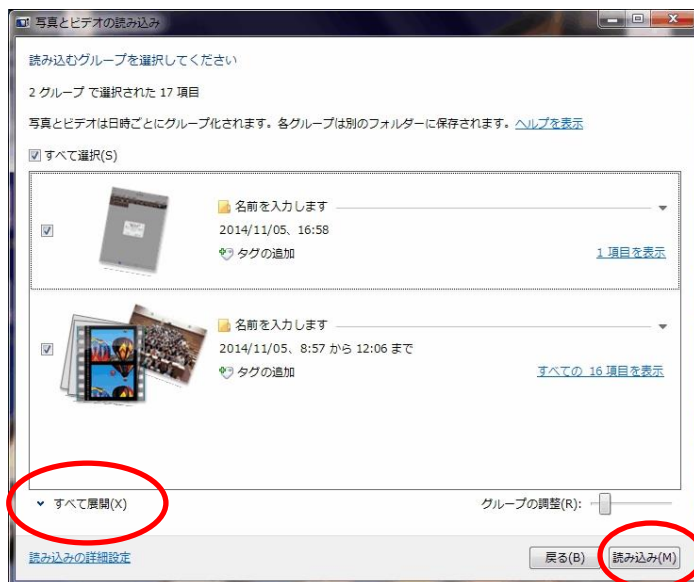 写真とビデオの読み込み
読み込むグループを選択してください
2 グループ で選択された 17 項目
写真とビデオは日時ごとにグループ化されます。各グループは別のフォルダーに保存されます。ヘルプを表示
すべて選択(S)
名前を入力します
2014/11/05、16:58
タグの追加
1 項目を表示
名前を入力します
2014/11/05、8:57 から 12:06 まで
タグの追加
すべての 16 項目を表示
すべて展開(X)
グループの調整(R):
読み込みの詳細設定
戻る(B)
読み込み(M)